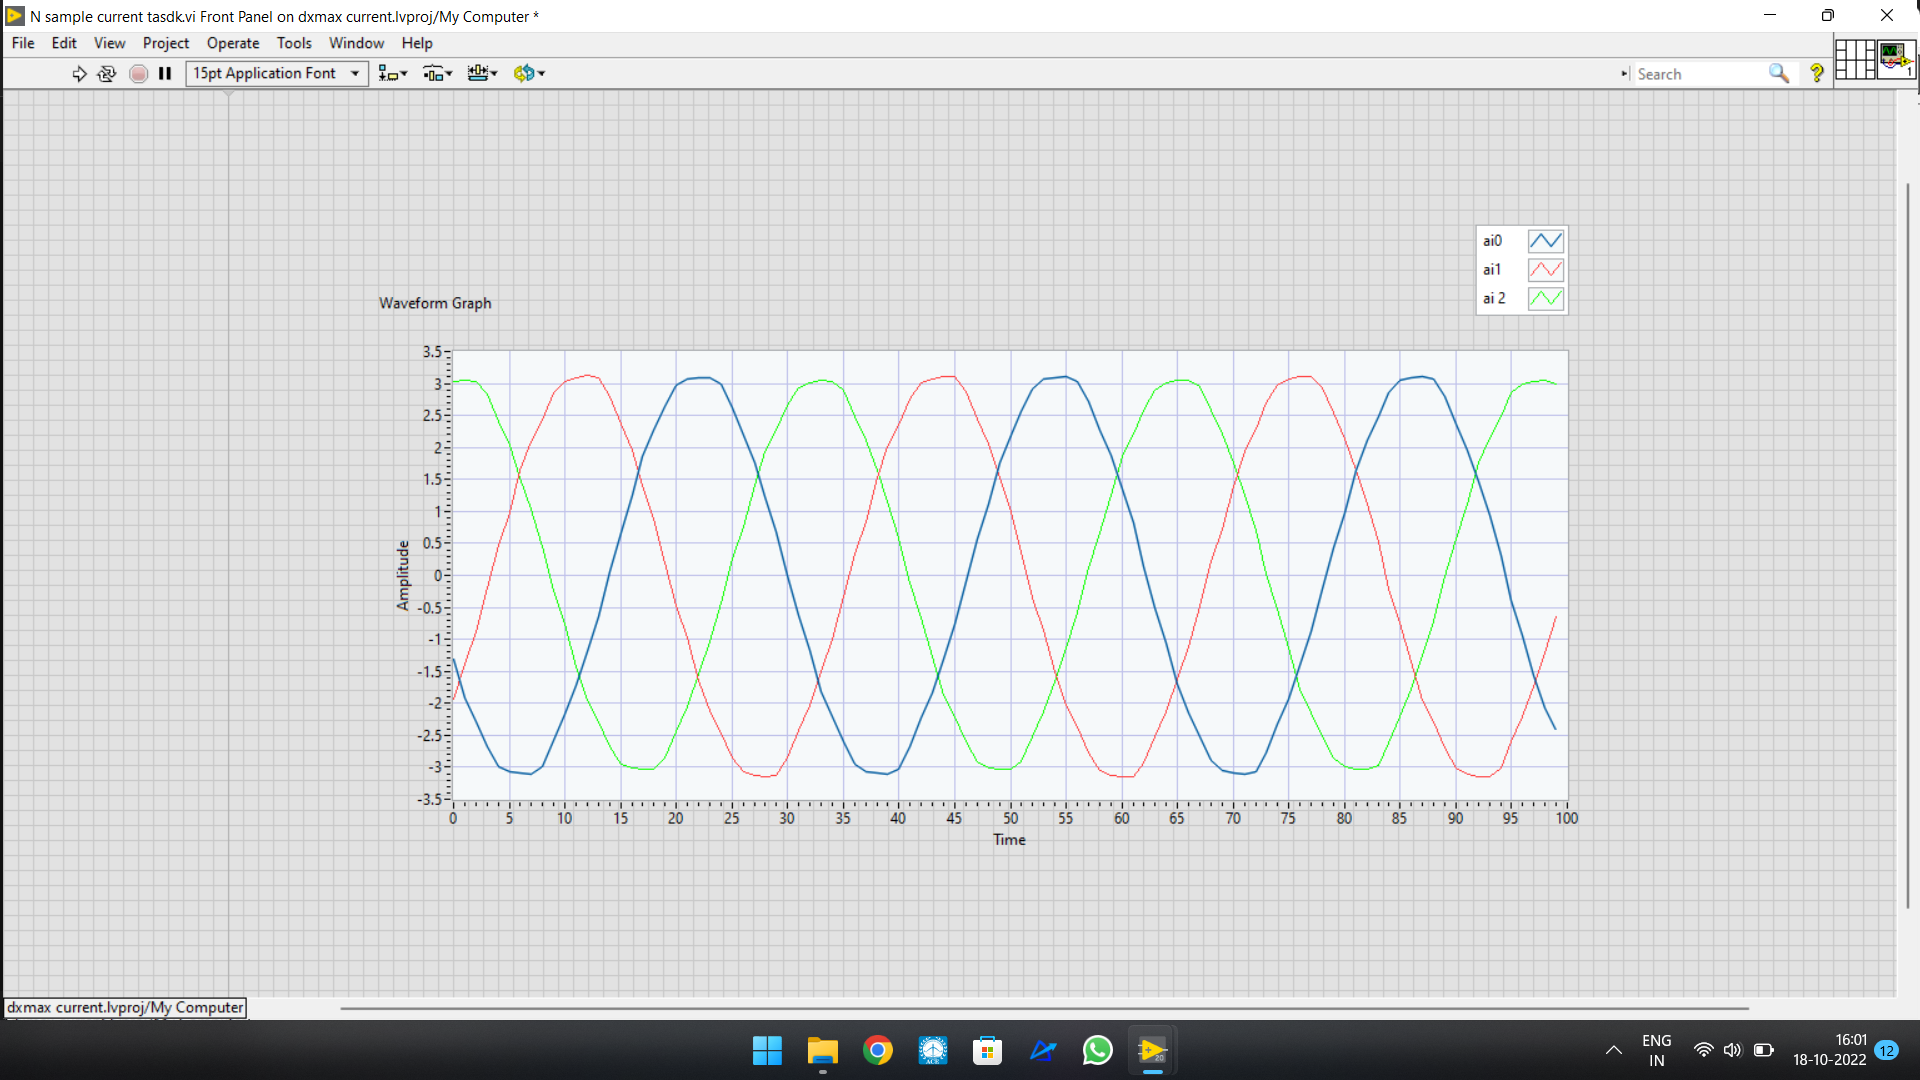 N sample current tasdk.vi Front Panel on dxmax current.lvproj/My Computer *
File Edit View Project Operate Tools Window Help
15pt Application Font
Search
?
1
ai0
ai1
ai 2
Waveform Graph
3.5
3
2.5
2
1.5
1
0.5
0
-0.5
-1
-1.5
-2
-2.5
-3
-3.5
Amplitude
0 5 10 15 20 25 30 35 40 45 50 55 60 65 70 75 80 85 90 95 100
Time
dxmax current.lvproj/My Computer
ACE
20
ENG
IN
16:01
18-10-2022
12